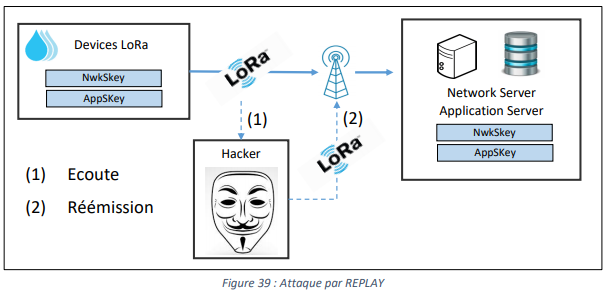 Devices LoRa
NwkSkey
AppSKey
LoRa
(1)
(2)
Network Server
Application Server
NwkSkey
AppSKey
Hacker
LoRa
(1) Ecoute
(2) Réémission
Figure 39 : Attaque par REPLAY